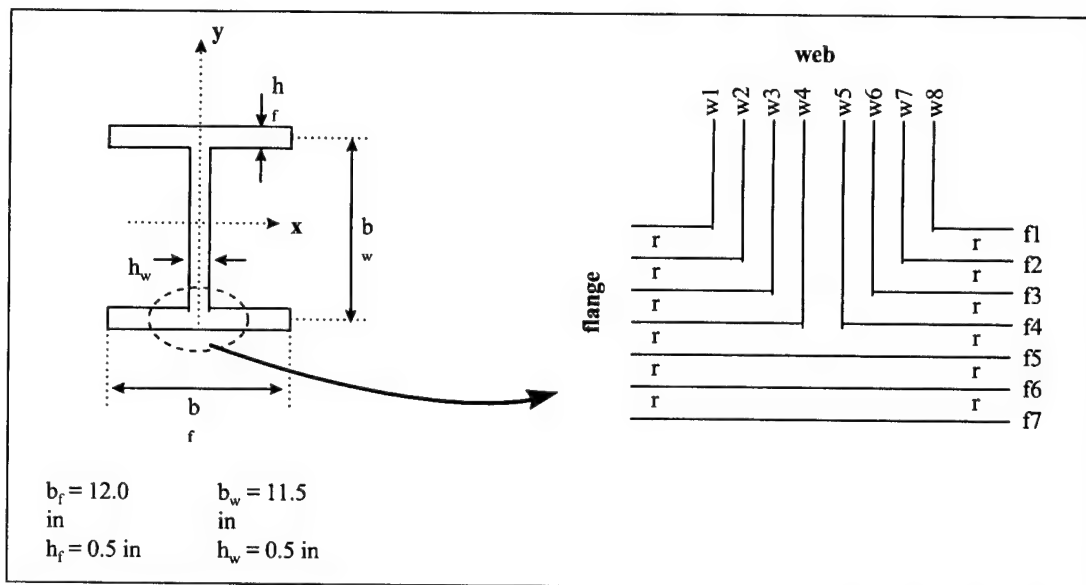 y
h
f
x
b
w
h_w
b
f
b_f = 12.0
in
h_f = 0.5 in
b_w = 11.5
in
h_w = 0.5 in
web
w1 w2 w3 w4 w5 w6 w7 w8
flange
r r f1
r r f2
r r f3
r r f4
r r f5
r r f6
f7